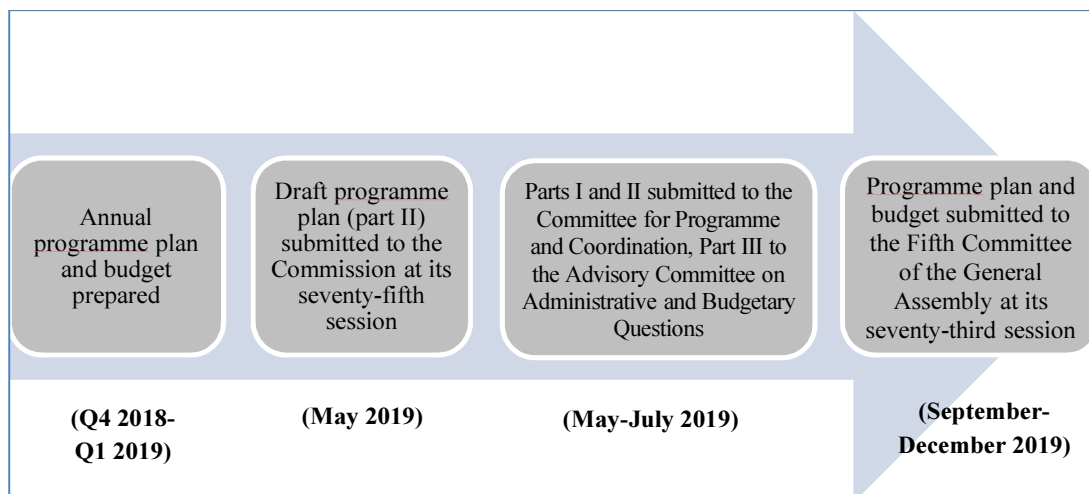 Annual
programme plan
and budget
prepared
Draft programme
plan (part II)
submitted to the
Commission at its
seventy-fifth
session
Parts I and II submitted to the
Committee for Programme
and Coordination, Part III to
the Advisory Committee on
Administrative and Budgetary
Questions
Programme plan and
budget submitted to
the Fifth Committee
of the General
Assembly at its
seventy-third session
(Q4 2018-
Q1 2019)
(May 2019)
(May-July 2019)
(September-
December 2019)